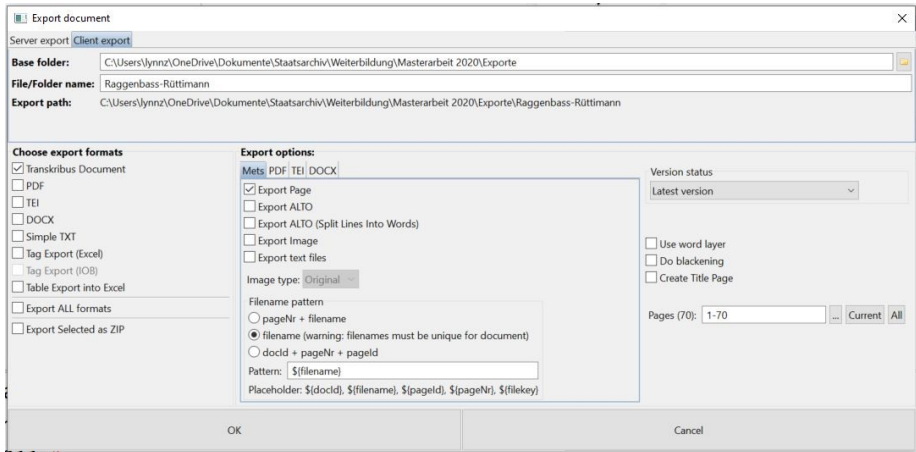 Export document
Server export Client export
Base folder: C:\Users\lynnz\OneDrive\Dokumente\Staatsarchiv\Weiterbildung\Masterarbeit 2020\Exporte
File/Folder name: Raggenbass-Rüttimann
Export path: C:\Users\lynnz\OneDrive\Dokumente\Staatsarchiv\Weiterbildung\Masterarbeit 2020\Exporte\Raggenbass-Rüttimann
Choose export formats
Transkribus Document
PDF
TEI
DOCX
Simple TXT
Tag Export (Excel)
Tag Export (IOB)
Table Export into Excel
Export ALL formats
Export Selected as ZIP
Export options:
Mets PDF TEI DOCX
Export Page
Export ALTO
Export ALTO (Split Lines Into Words)
Export Image
Export text files
Image type: Original
Filename pattern
pageNr + filename
filename (warning: filenames must be unique for document)
docId + pageNr + pageId
Pattern: ${filename}
Placeholder: ${docId}, ${filename}, ${pageId}, ${pageNr}, ${filekey}
Version status
Latest version
Use word layer
Do blackening
Create Title Page
Pages (70): 1-70 ... Current All
OK Cancel